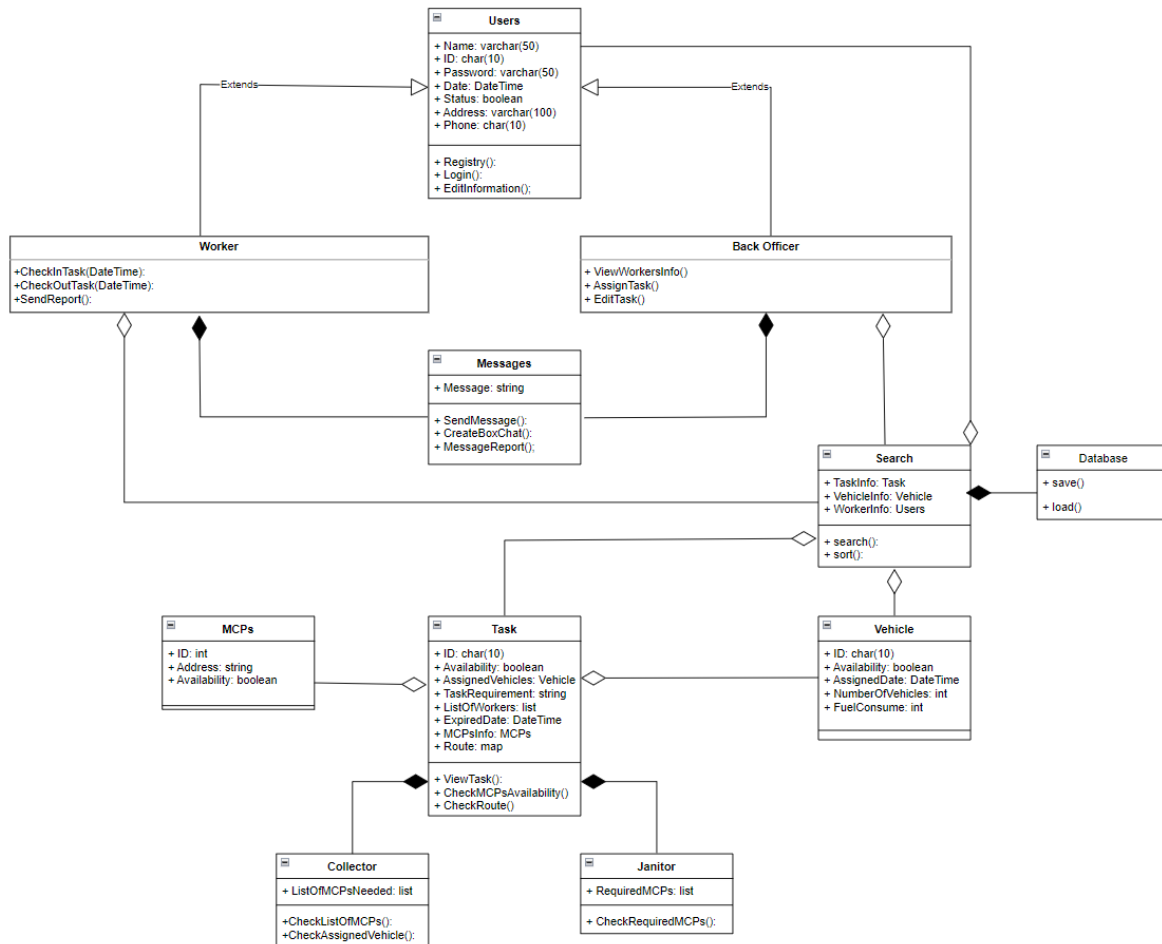 Users
+ Name: varchar(50)
+ ID: char(10)
+ Password: varchar(50)
+ Date: DateTime
+ Status: boolean
+ Address: varchar(100)
+ Phone: char(10)
+ Registry():
+ Login():
+ EditInformation();
Extends
Extends
Worker
+CheckInTask(DateTime):
+CheckOutTask(DateTime):
+SendReport():
Back Officer
+ ViewWorkersInfo()
+ AssignTask()
+ EditTask()
Messages
+ Message: string
+ SendMessage():
+ CreateBoxChat():
+ MessageReport();
Search
+ TaskInfo: Task
+ VehicleInfo: Vehicle
+ WorkerInfo: Users
+ search():
+ sort():
Database
+ save()
+ load()
MCPs
+ ID: int
+ Address: string
+ Availability: boolean
Task
+ ID: char(10)
+ Availability: boolean
+ AssignedVehicles: Vehicle
+ TaskRequirement: string
+ ListOfWorkers: list
+ ExpiredDate: DateTime
+ MCPsInfo: MCPs
+ Route: map
+ ViewTask():
+ CheckMCPsAvailability()
+ CheckRoute()
Vehicle
+ ID: char(10)
+ Availability: boolean
+ AssignedDate: DateTime
+ NumberOfVehicles: int
+ FuelConsume: int
Collector
+ ListOfMCPsNeeded: list
+CheckListOfMCPs():
+CheckAssignedVehicle():
Janitor
+ RequiredMCPs: list
+ CheckRequiredMCPs():